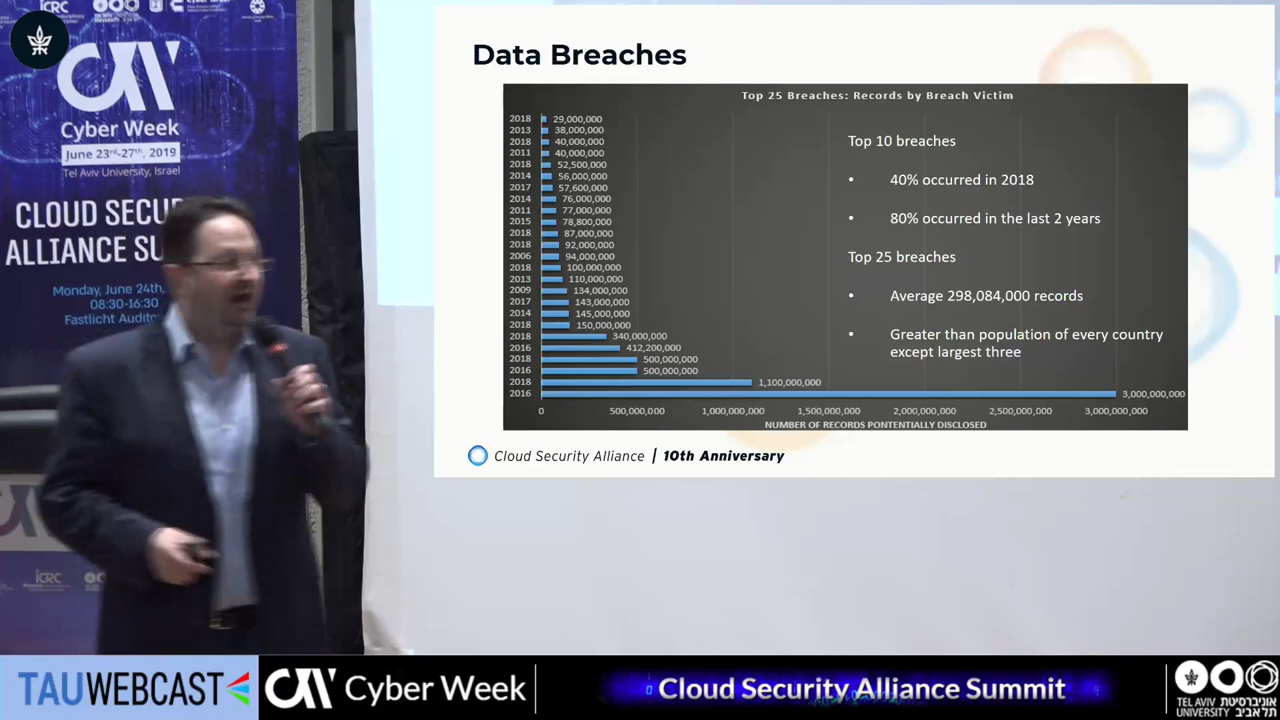 iCRC
Cyber Israel
CAN
Cyber Week
June 23rd-27th, 2019
Tel Aviv University, Israel
CLOUD SECUR
ALLIANCE SU
Monday, June 24th,
08:30-16:30
Fastlicht Audito
iCRC
Data Breaches
Top 25 Breaches: Records by Breach Victim
2018 29,000,000
2013 38,000,000
2018 40,000,000
2011 40,000,000
2018 52,500,000
2014 56,000,000
2017 57,600,000
2014 76,000,000
2011 77,000,000
2015 78,800,000
2018 87,000,000
2018 92,000,000
2006 94,000,000
2018 100,000,000
2013 110,000,000
2009 134,000,000
2017 143,000,000
2014 145,000,000
2018 150,000,000
2018 340,000,000
2016 412,200,000
2018 500,000,000
2016 500,000,000
2018 1,100,000,000
2016 3,000,000,000
0 500,000,000 1,000,000,000 1,500,000,000 2,000,000,000 2,500,000,000 3,000,000,000
NUMBER OF RECORDS PONTENTIALLY DISCLOSED
Top 10 breaches
• 40% occurred in 2018
• 80% occurred in the last 2 years
Top 25 breaches
• Average 298,084,000 records
• Greater than population of every country
except largest three
Cloud Security Alliance | 10th Anniversary
TAUWEBCAST
Cyber Week
Cloud Security Alliance Summit
TEL AVIV UNIVERSITY
אוניברסיטת תל אביב